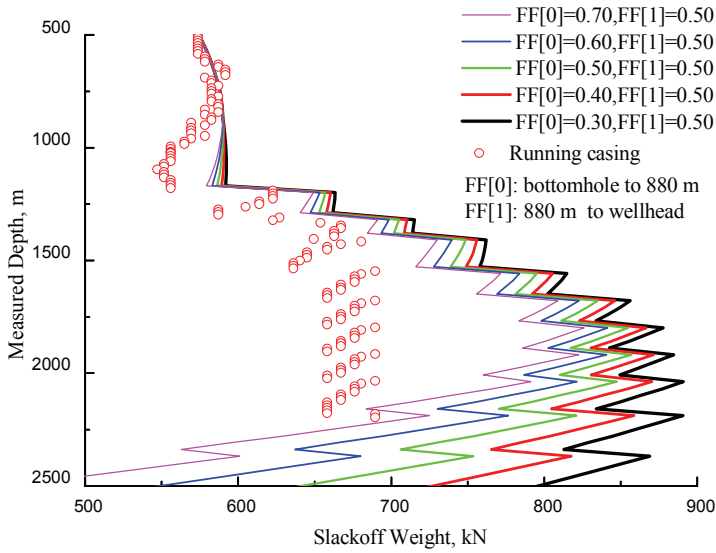 FF[0]=0.70,FF[1]=0.50
FF[0]=0.60,FF[1]=0.50
FF[0]=0.50,FF[1]=0.50
FF[0]=0.40,FF[1]=0.50
FF[0]=0.30,FF[1]=0.50
Running casing
FF[0]: bottomhole to 880 m
FF[1]: 880 m to wellhead
Measured Depth, m
500
1000
1500
2000
2500
500
600
700
800
900
Slackoff Weight, kN